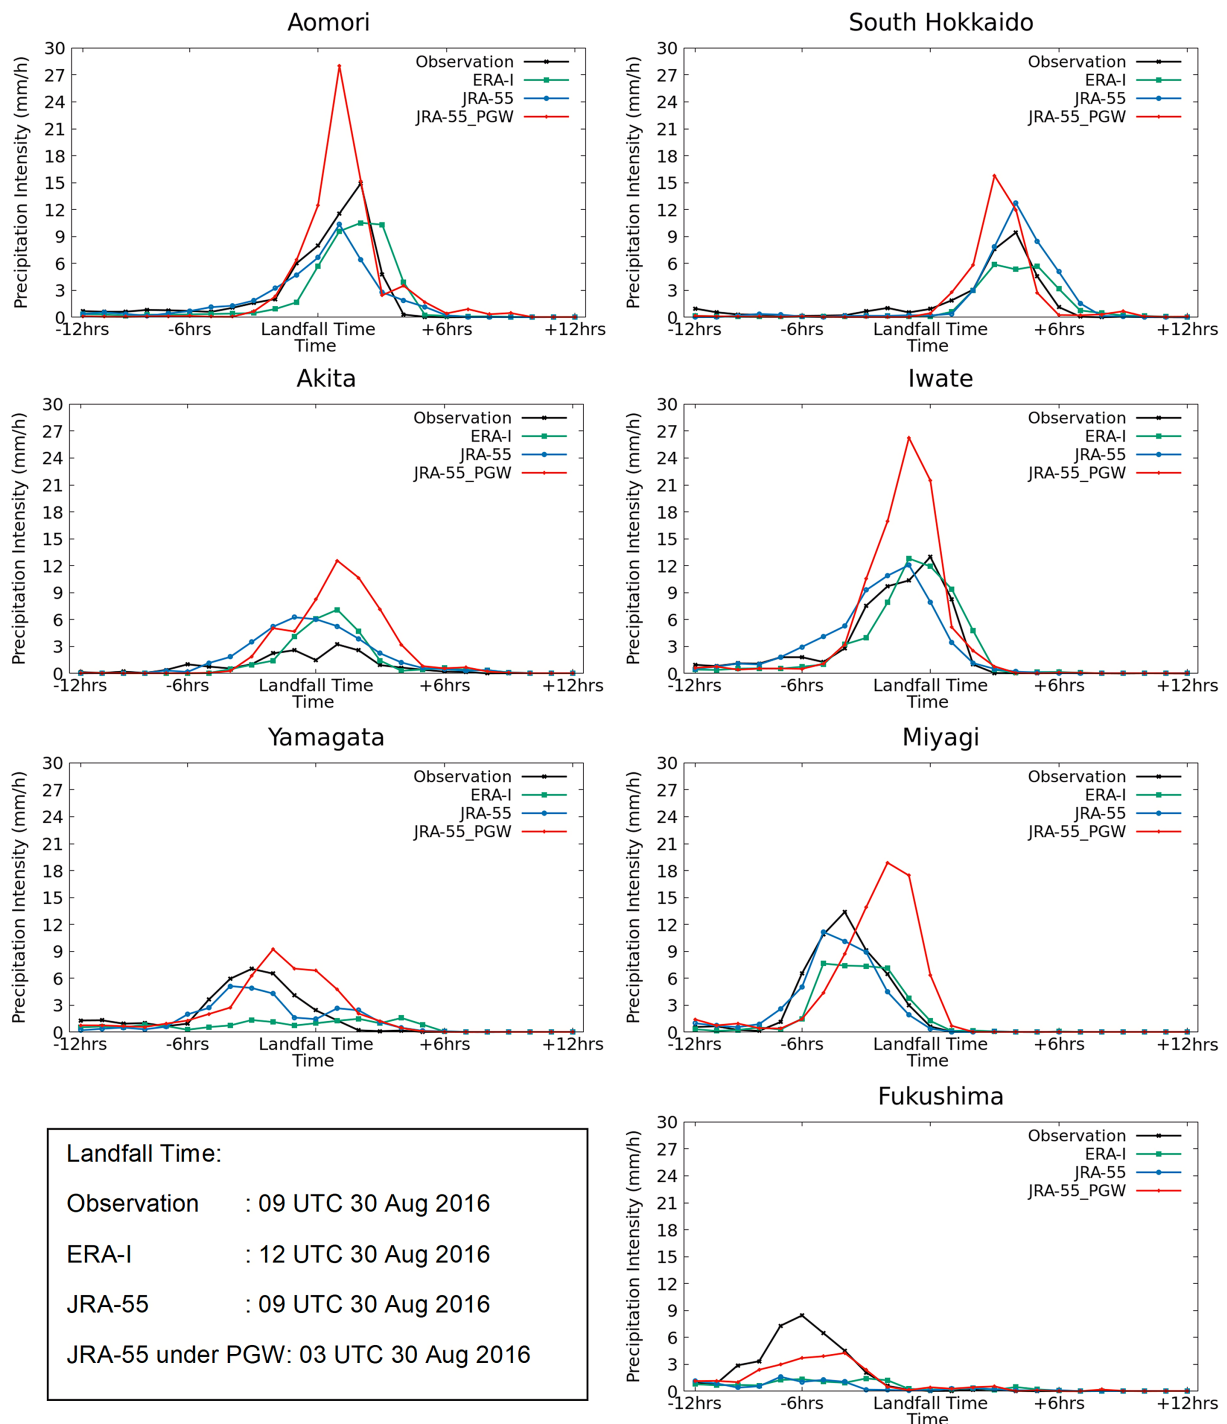 Aomori
Precipitation Intensity (mm/h)
30
27
24
21
18
15
12
9
6
3
0
Observation
ERA-I
JRA-55
JRA-55_PGW
-12hrs -6hrs Landfall Time +6hrs +12hrs
Time
South Hokkaido
Precipitation Intensity (mm/h)
30
27
24
21
18
15
12
9
6
3
0
Observation
ERA-I
JRA-55
JRA-55_PGW
-12hrs -6hrs Landfall Time +6hrs +12hrs
Time
Akita
Precipitation Intensity (mm/h)
30
27
24
21
18
15
12
9
6
3
0
Observation
ERA-I
JRA-55
JRA-55_PGW
-12hrs -6hrs Landfall Time +6hrs +12hrs
Time
Iwate
Precipitation Intensity (mm/h)
30
27
24
21
18
15
12
9
6
3
0
Observation
ERA-I
JRA-55
JRA-55_PGW
-12hrs -6hrs Landfall Time +6hrs +12hrs
Time
Yamagata
Precipitation Intensity (mm/h)
30
27
24
21
18
15
12
9
6
3
0
Observation
ERA-I
JRA-55
JRA-55_PGW
-12hrs -6hrs Landfall Time +6hrs +12hrs
Time
Miyagi
Precipitation Intensity (mm/h)
30
27
24
21
18
15
12
9
6
3
0
Observation
ERA-I
JRA-55
JRA-55_PGW
-12hrs -6hrs Landfall Time +6hrs +12hrs
Time
Landfall Time:
Observation : 09 UTC 30 Aug 2016
ERA-I : 12 UTC 30 Aug 2016
JRA-55 : 09 UTC 30 Aug 2016
JRA-55 under PGW: 03 UTC 30 Aug 2016
Fukushima
Precipitation Intensity (mm/h)
30
27
24
21
18
15
12
9
6
3
0
Observation
ERA-I
JRA-55
JRA-55_PGW
-12hrs -6hrs Landfall Time +6hrs +12hrs
Time